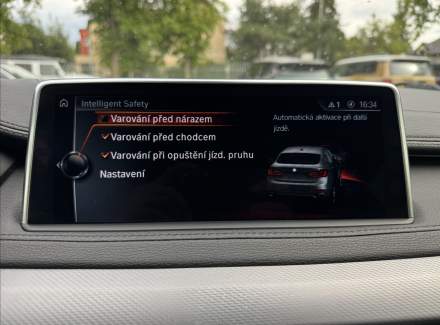 Intelligent Safety
1
16:34
Varování před nárazem
Varování před chodcem
Varování při opuštění jízd. pruhu
Nastavení
Automatická aktivace při další
jízdě.